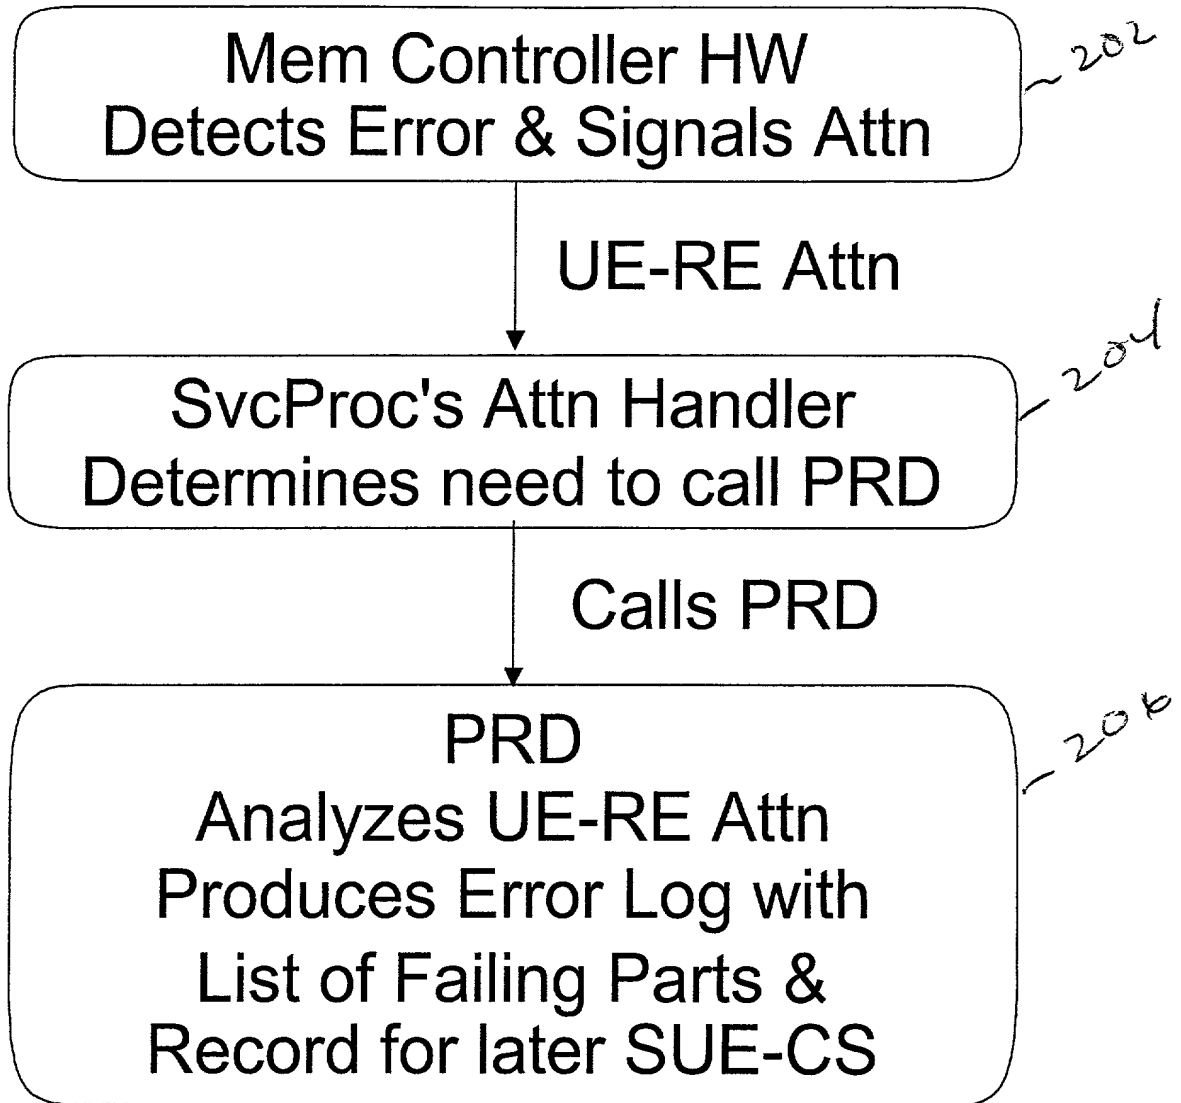 Mem Controller HW
Detects Error & Signals Attn
202
UE-RE Attn
SvcProc's Attn Handler
Determines need to call PRD
204
Calls PRD
PRD
206
Analyzes UE-RE Attn
Produces Error Log with
List of Failing Parts &
Record for later SUE-CS